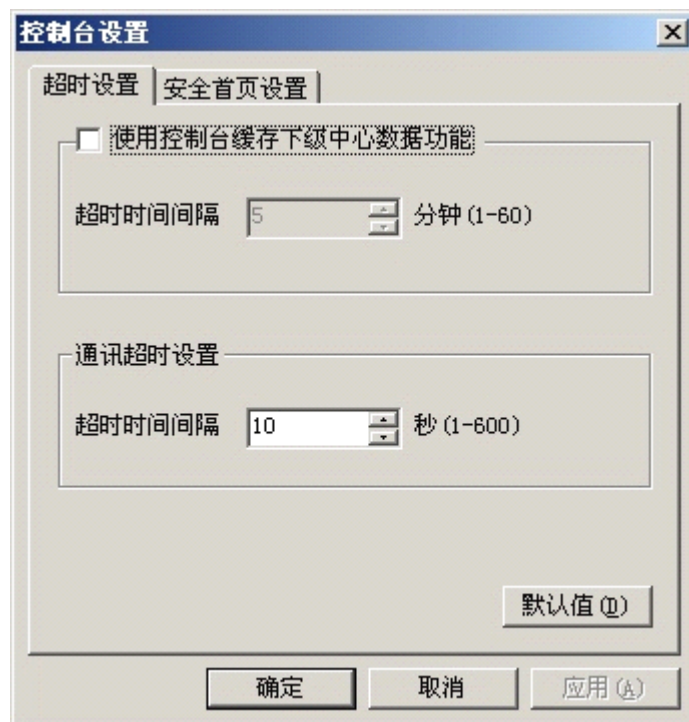 控制台设置
超时设置 安全首页设置
使用控制台缓存下级中心数据功能
超时时间间隔 5 分钟(1-60)
通讯超时设置
超时时间间隔 10 秒(1-600)
默认值(D)
确定 取消 应用(A)